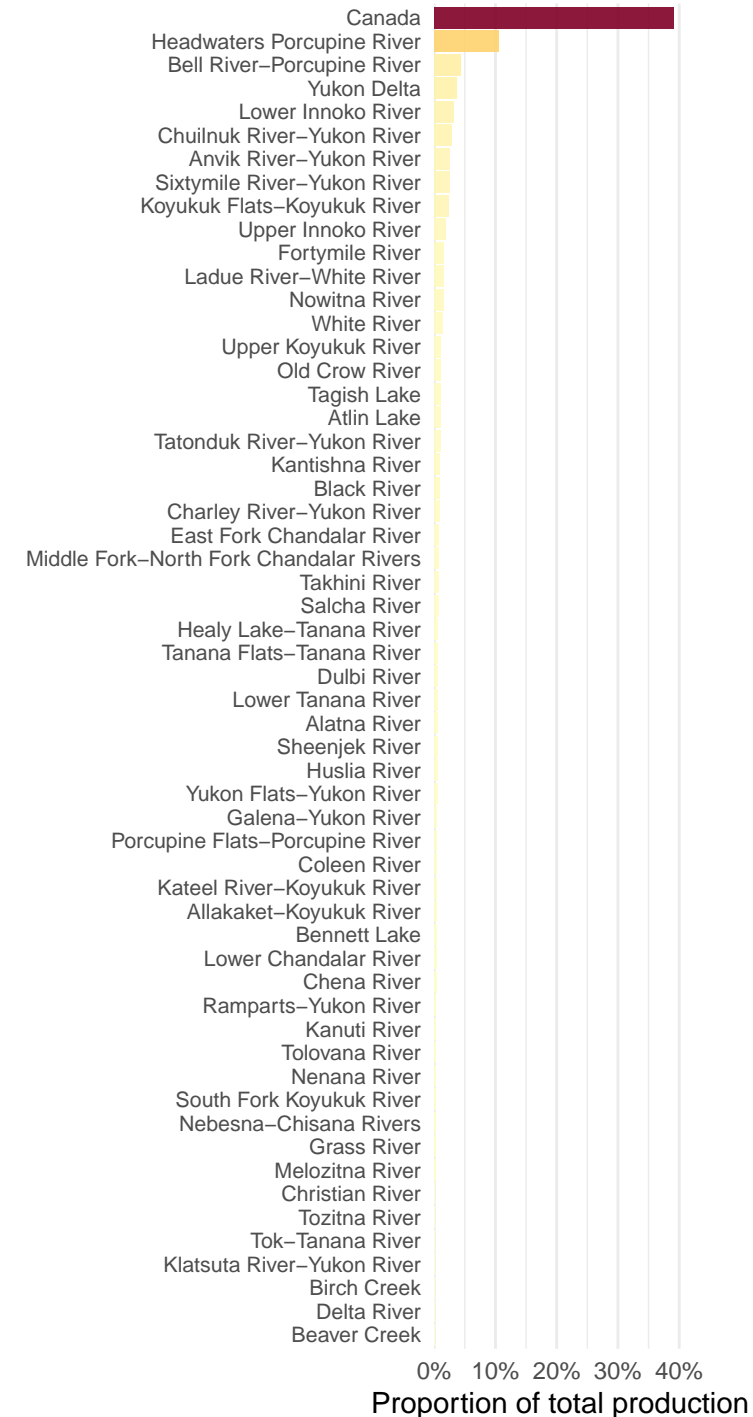 Canada
Headwaters Porcupine River
Bell River−Porcupine River
Yukon Delta
Lower Innoko River
Chuilnuk River−Yukon River
Anvik River−Yukon River
Sixtymile River−Yukon River
Koyukuk Flats−Koyukuk River
Upper Innoko River
Fortymile River
Ladue River−White River
Nowitna River
White River
Upper Koyukuk River
Old Crow River
Tagish Lake
Atlin Lake
Tatonduk River−Yukon River
Kantishna River
Black River
Charley River−Yukon River
East Fork Chandalar River
Middle Fork−North Fork Chandalar Rivers
Takhini River
Salcha River
Healy Lake−Tanana River
Tanana Flats−Tanana River
Dulbi River
Lower Tanana River
Alatna River
Sheenjek River
Huslia River
Yukon Flats−Yukon River
Galena−Yukon River
Porcupine Flats−Porcupine River
Coleen River
Kateel River−Koyukuk River
Allakaket−Koyukuk River
Bennett Lake
Lower Chandalar River
Chena River
Ramparts−Yukon River
Kanuti River
Tolovana River
Nenana River
South Fork Koyukuk River
Nebesna−Chisana Rivers
Grass River
Melozitna River
Christian River
Tozitna River
Tok−Tanana River
Klatsuta River−Yukon River
Birch Creek
Delta River
Beaver Creek
0% 10% 20% 30% 40%
Proportion of total production